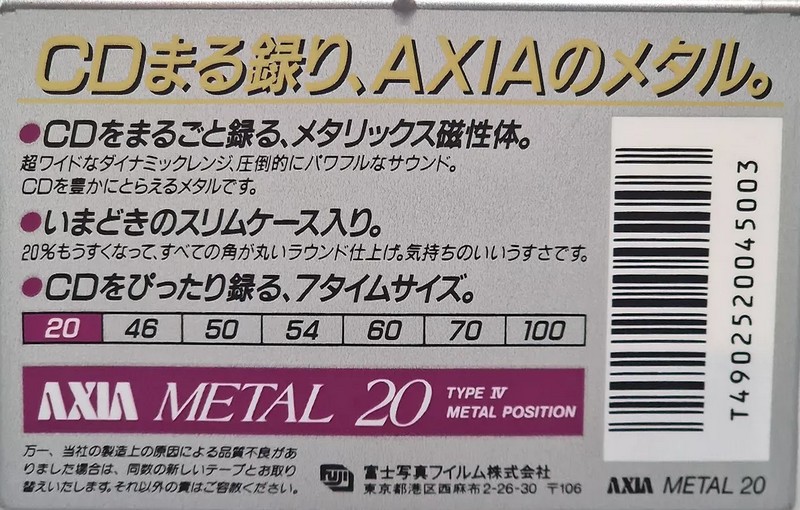 CDまる録り、AXIAのメタル。
●CDをまるごと録る、メタリックス磁性体。
超ワイドなダイナミックレンジ、圧倒的にパワフルなサウンド。
CDを豊かにとらえるメタルです。
●いまどきのスリムケース入り。
20%もうすくなって、すべての角が丸いラウンド仕上げ。気持ちのいいうすさです。
●CDをぴったり録る、7タイムサイズ。
20 46 50 54 60 70 100
AXIA METAL 20 TYPE IV
METAL POSITION
万一、当社の製造上の原因による品質不良があ
りました場合は、同数の新しいテープとお取り
替えいたします。それ以外の責はご容赦ください。
FUJI 富士写真フイルム株式会社
東京都港区西麻布2-26-30 〒106
T4902520045003
AXIA METAL 20